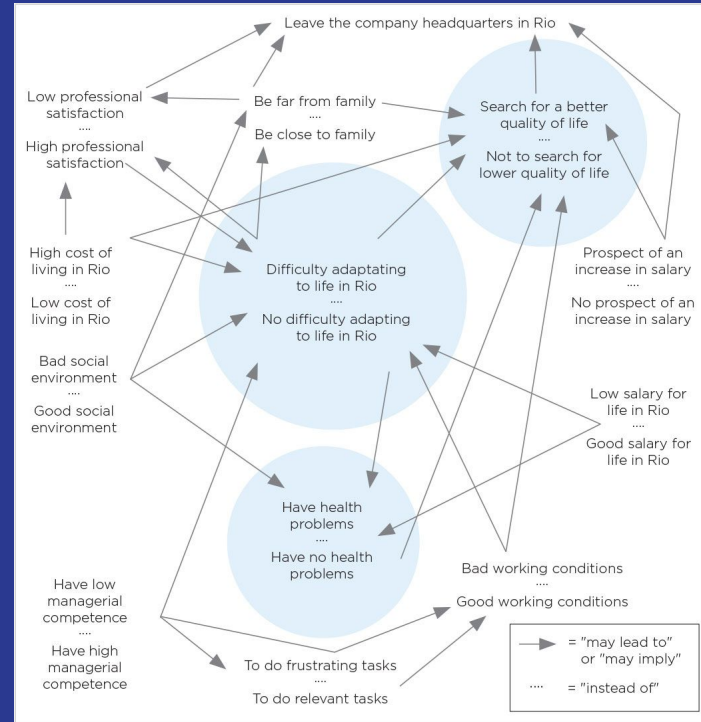 Leave the company headquarters in Rio
Low professional
satisfaction
....
High professional
satisfaction
Be far from family
....
Be close to family
Search for a better
quality of life
....
Not to search for
lower quality of life
High cost of
living in Rio
....
Low cost of
living in Rio
Difficulty adaptating
to life in Rio
....
No difficulty adapting
to life in Rio
Prospect of an
increase in salary
....
No prospect of an
increase in salary
Bad social
environment
....
Good social
environment
Low salary for
life in Rio
....
Good salary for
life in Rio
Have health
problems
....
Have no health
problems
Bad working conditions
....
Good working conditions
Have low
managerial
competence
....
Have high
managerial
competence
To do frustrating tasks
....
To do relevant tasks
= "may lead to"
or "may imply"
.... = "instead of"